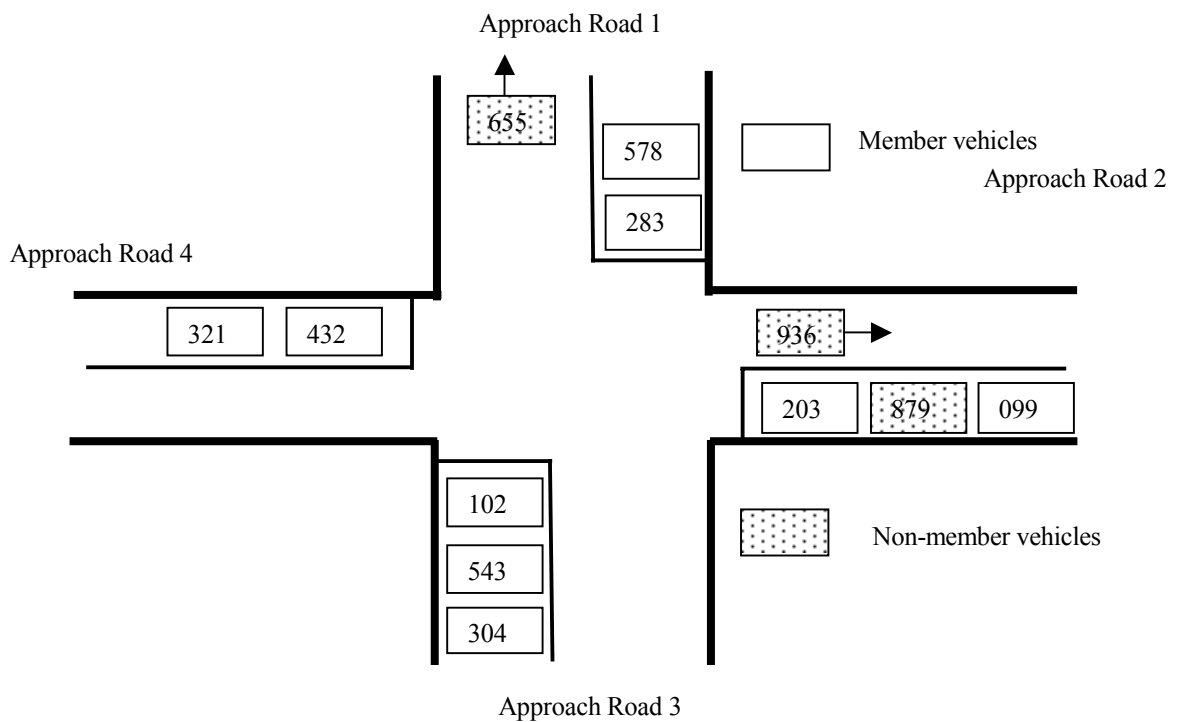 Approach Road 1
655
578
Member vehicles
Approach Road 2
283
Approach Road 4
321
432
936
203
879
099
102
543
304
Non-member vehicles
Approach Road 3